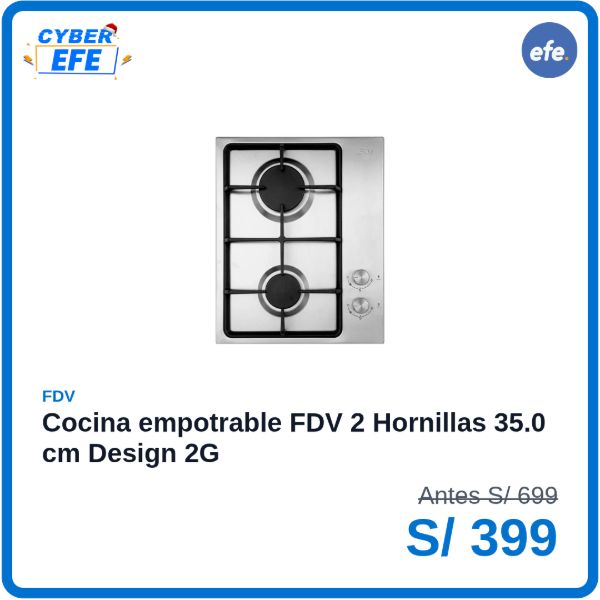 CYBER
EFE
efe.
FDV
Cocina empotrable FDV 2 Hornillas 35.0
cm Design 2G
Antes S/ 699
S/ 399